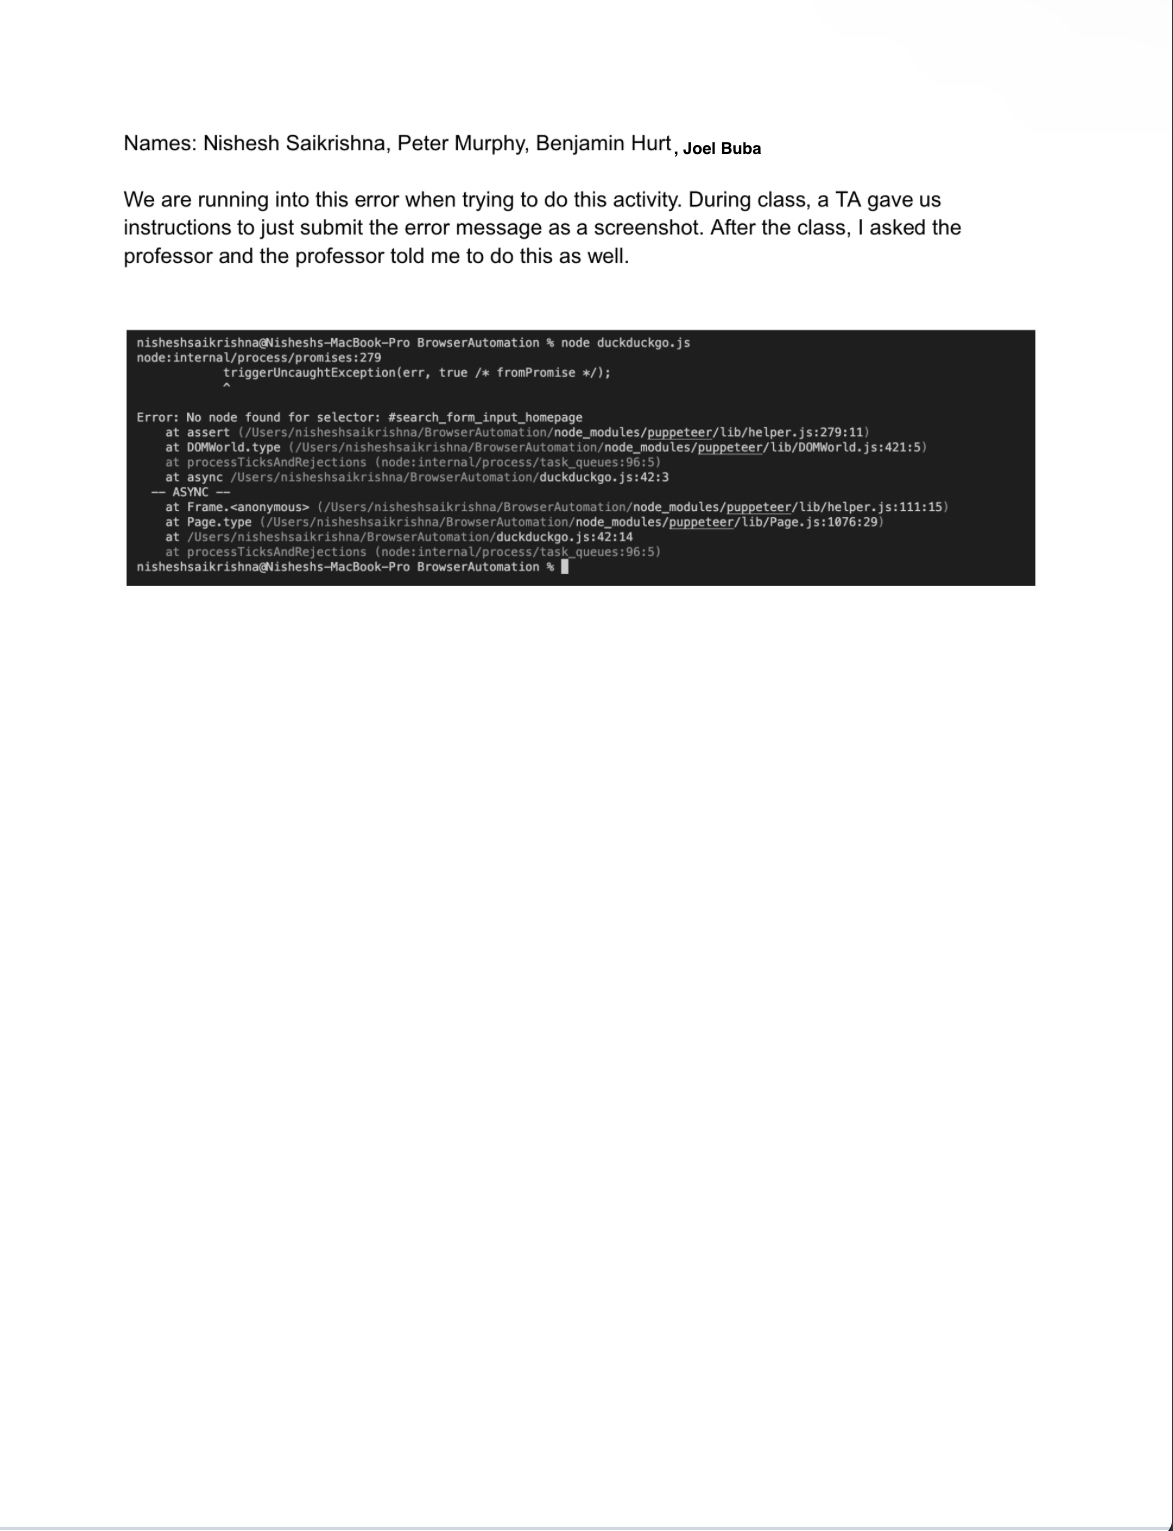 Names: Nishesh Saikrishna, Peter Murphy, Benjamin Hurt, Joel Buba
We are running into this error when trying to do this activity. During class, a TA gave us
instructions to just submit the error message as a screenshot. After the class, I asked the
professor and the professor told me to do this as well.
nisheshsaikrishna@Nisheshs-MacBook-Pro BrowserAutomation % node duckduckgo.js
node:internal/process/promises:279
            triggerUncaughtException(err, true /* fromPromise */);
            ^
Error: No node found for selector: #search_form_input_homepage
    at assert (/Users/nisheshsaikrishna/BrowserAutomation/node_modules/puppeteer/lib/helper.js:279:11)
    at DOMWorld.type (/Users/nisheshsaikrishna/BrowserAutomation/node_modules/puppeteer/lib/DOMWorld.js:421:5)
    at processTicksAndRejections (node:internal/process/task_queues:96:5)
    at async /Users/nisheshsaikrishna/BrowserAutomation/duckduckgo.js:42:3
  -- ASYNC --
    at Frame.<anonymous> (/Users/nisheshsaikrishna/BrowserAutomation/node_modules/puppeteer/lib/helper.js:111:15)
    at Page.type (/Users/nisheshsaikrishna/BrowserAutomation/node_modules/puppeteer/lib/Page.js:1076:29)
    at /Users/nisheshsaikrishna/BrowserAutomation/duckduckgo.js:42:14
    at processTicksAndRejections (node:internal/process/task_queues:96:5)
nisheshsaikrishna@Nisheshs-MacBook-Pro BrowserAutomation %